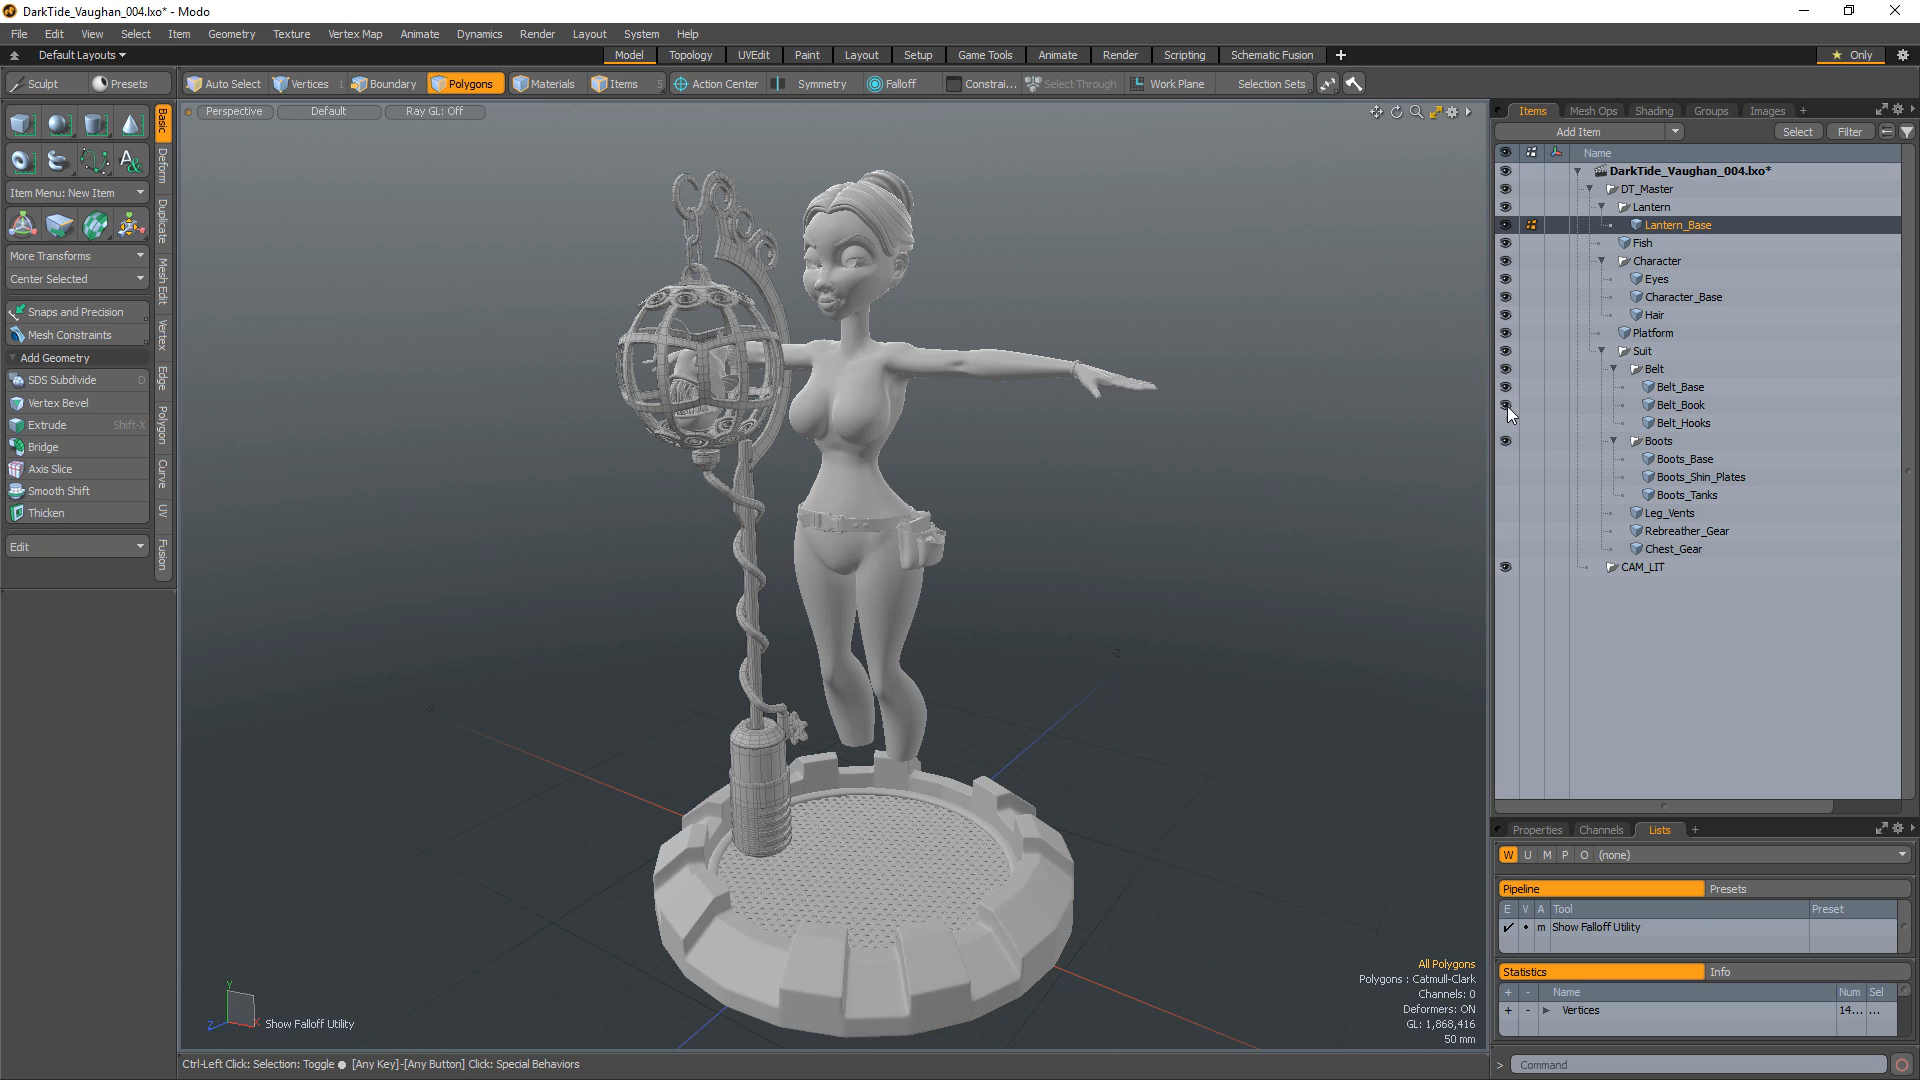 DarkTide_Vaughan_004.lxo* - Modo
File Edit View Select Item Geometry Texture Vertex Map Animate Dynamics Render Layout System Help
Default Layouts Model Topology UVEdit Paint Layout Setup Game Tools Animate Render Scripting Schematic Fusion + Only
Sculpt Presets Auto Select Vertices 1 Boundary Polygons Materials Items 5 Action Center Symmetry Falloff Constrai... Select Through Work Plane Selection Sets
Perspective Default Ray GL: Off
Basic
Deform
Duplicate
Mesh Edit
Vertex
Edge
Polygon
Curve
UV
Fusion
Item Menu: New Item
More Transforms
Center Selected
Snaps and Precision
Mesh Constraints
Add Geometry
SDS Subdivide D
Vertex Bevel
Extrude Shift-X
Bridge
Axis Slice
Smooth Shift
Thicken
Edit
-X
-Z
Y
Z X Show Falloff Utility
All Polygons
Polygons : Catmull-Clark
Channels: 0
Deformers: ON
GL: 1,868,416
50 mm
Ctrl-Left Click: Selection: Toggle ● [Any Key]-[Any Button] Click: Special Behaviors
Items Mesh Ops Shading Groups Images +
Add Item Select Filter
Name
DarkTide_Vaughan_004.lxo*
DT_Master
Lantern
Lantern_Base
Fish
Character
Eyes
Character_Base
Hair
Platform
Suit
Belt
Belt_Base
Belt_Book
Belt_Hooks
Boots
Boots_Base
Boots_Shin_Plates
Boots_Tanks
Leg_Vents
Rebreather_Gear
Chest_Gear
CAM_LIT
Properties Channels Lists +
W U M P O (none)
Pipeline Presets
E V A Tool Preset
m Show Falloff Utility
Statistics Info
+ - Name Num Sel
+ - Vertices 14... ...
> Command